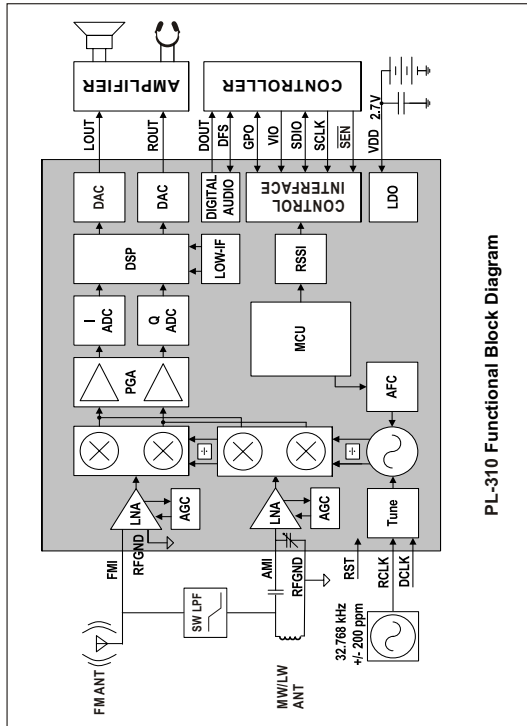 FM ANT
SW LPF
MW/LW
ANT
32.768 kHz
+/- 200 ppm
FMI
RFGND
AMI
RFGND
RST
RCLK
DCLK
LNA
AGC
LNA
AGC
Tune
÷
÷
AFC
PGA
MCU
I
ADC
Q
ADC
DSP
LOW-IF
RSSI
DAC
DAC
DIGITAL
AUDIO
CONTROL
INTERFACE
LDO
LOUT
ROUT
DOUT
DFS
GPO
VIO
SDIO
SCLK
SEN
VDD
2.7V
AMPLIFIER
CONTROLLER
PL-310 Functional Block Diagram